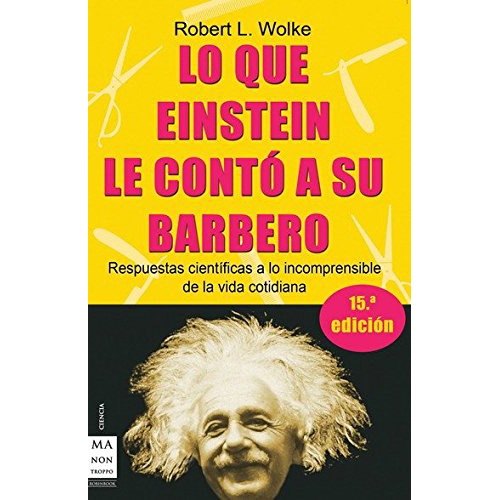 Robert L. Wolke
LO QUE
EINSTEIN
LE CONTÓ A SU
BARBERO
Respuestas científicas a lo incomprensible
de la vida cotidiana
15.ª
edición
CIENCIA
MA
NON
TROPPO
ROBINBOOK